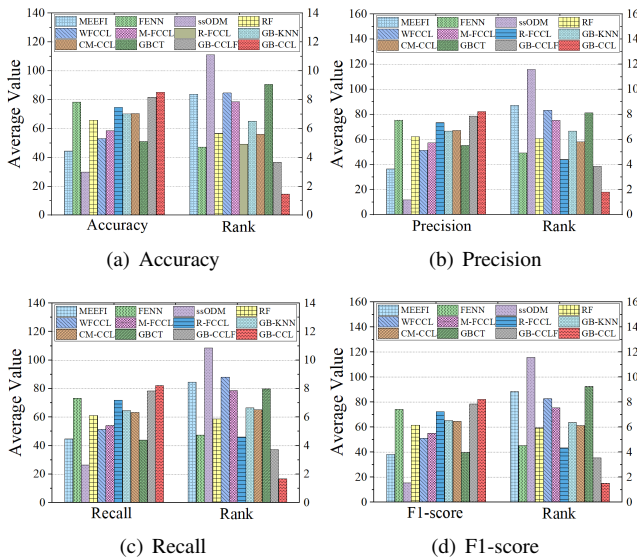 140
120
100
80
60
40
20
0
Average Value
14
12
10
8
6
4
2
0
MEEFI FENN ssODM RF
WFCCL M-FCCL R-FCCL GB-KNN
CM-CCL GBCT GB-CCLF GB-CCL
Accuracy Rank
(a) Accuracy
160
140
120
100
80
60
40
20
0
Average Value
16
14
12
10
8
6
4
2
0
MEEFI FENN ssODM RF
WFCCL M-FCCL R-FCCL GB-KNN
CM-CCL GBCT GB-CCLF GB-CCL
Precision Rank
(b) Precision
140
120
100
80
60
40
20
0
Average Value
14
12
10
8
6
4
2
0
MEEFI FENN ssODM RF
WFCCL M-FCCL R-FCCL GB-KNN
CM-CCL GBCT GB-CCLF GB-CCL
Recall Rank
(c) Recall
160
140
120
100
80
60
40
20
0
Average Value
16
14
12
10
8
6
4
2
0
MEEFI FENN ssODM RF
WFCCL M-FCCL R-FCCL GB-KNN
CM-CCL GBCT GB-CCLF GB-CCL
F1-score Rank
(d) F1-score